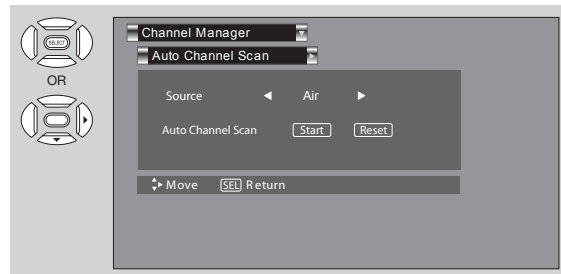 SELECT
OR
Channel Manager
Auto Channel Scan
Source Air
Auto Channel Scan Start Reset
Move SEL Return